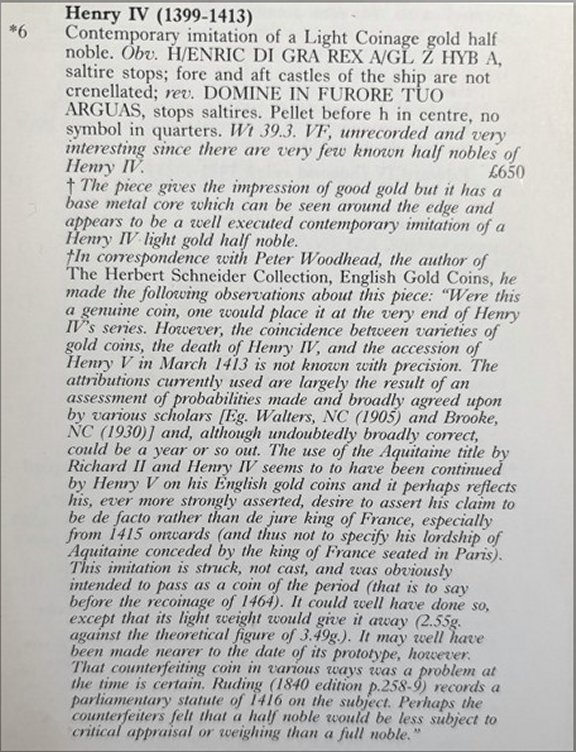 Henry IV (1399-1413)
*6 Contemporary imitation of a Light Coinage gold half
noble. Obv. H/ENRIC DI GRA REX A/GL Z HYB A,
saltire stops; fore and aft castles of the ship are not
crenellated; rev. DOMINE IN FURORE TUO
ARGUAS, stops saltires. Pellet before h in centre, no
symbol in quarters. Wt 39.3. VF, unrecorded and very
interesting since there are very few known half nobles of
Henry IV. £650
† The piece gives the impression of good gold but it has a
base metal core which can be seen around the edge and
appears to be a well executed contemporary imitation of a
Henry IV light gold half noble.
†In correspondence with Peter Woodhead, the author of
The Herbert Schneider Collection, English Gold Coins, he
made the following observations about this piece: “Were this
a genuine coin, one would place it at the very end of Henry
IV's series. However, the coincidence between varieties of
gold coins, the death of Henry IV, and the accession of
Henry V in March 1413 is not known with precision. The
attributions currently used are largely the result of an
assessment of probabilities made and broadly agreed upon
by various scholars [Eg. Walters, NC (1905) and Brooke,
NC (1930)] and, although undoubtedly broadly correct,
could be a year or so out. The use of the Aquitaine title by
Richard II and Henry IV seems to to have been continued
by Henry V on his English gold coins and it perhaps reflects
his, ever more strongly asserted, desire to assert his claim to
be de facto rather than de jure king of France, especially
from 1415 onwards (and thus not to specify his lordship of
Aquitaine conceded by the king of France seated in Paris).
This imitation is struck, not cast, and was obviously
intended to pass as a coin of the period (that is to say
before the recoinage of 1464). It could well have done so,
except that its light weight would give it away (2.55g.
against the theoretical figure of 3.49g.). It may well have
been made nearer to the date of its prototype, however.
That counterfeiting coin in various ways was a problem at
the time is certain. Ruding (1840 edition p.258-9) records a
parliamentary statute of 1416 on the subject. Perhaps the
counterfeiters felt that a half noble would be less subject to
critical appraisal or weighing than a full noble.”